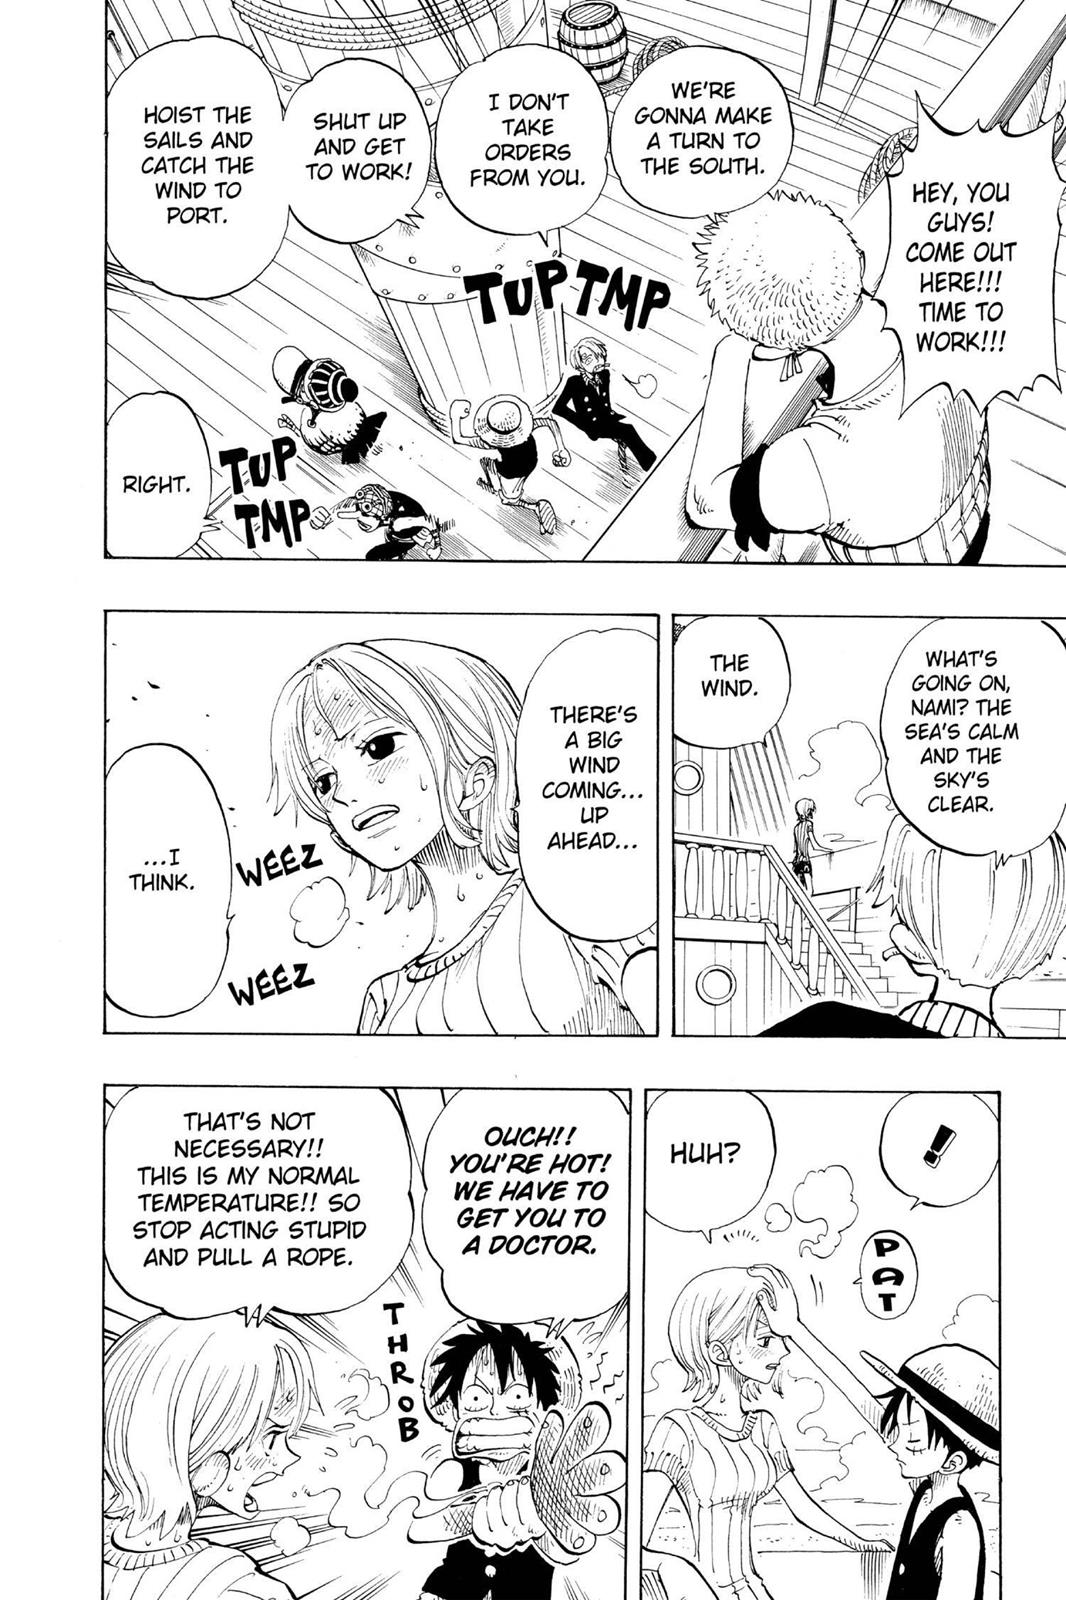 HEY, YOU
GUYS!
COME OUT
HERE!!!
TIME TO
WORK!!!
WE'RE
GONNA MAKE
A TURN TO
THE SOUTH.
I DON'T
TAKE
ORDERS
FROM YOU.
SHUT UP
AND GET
TO WORK!
HOIST THE
SAILS AND
CATCH THE
WIND TO
PORT.
TUP TMP
TUP
TMP
RIGHT.
WHAT'S
GOING ON,
NAMI? THE
SEA'S CALM
AND THE
SKY'S
CLEAR.
THE
WIND.
THERE'S
A BIG
WIND
COMING...
UP
AHEAD...
...I
THINK.
WEEZ
WEEZ
!
PAT
HUH?
OUCH!!
YOU'RE HOT!
WE HAVE TO
GET YOU TO
A DOCTOR.
THROB
THAT'S NOT
NECESSARY!!
THIS IS MY NORMAL
TEMPERATURE!! SO
STOP ACTING STUPID
AND PULL A ROPE.